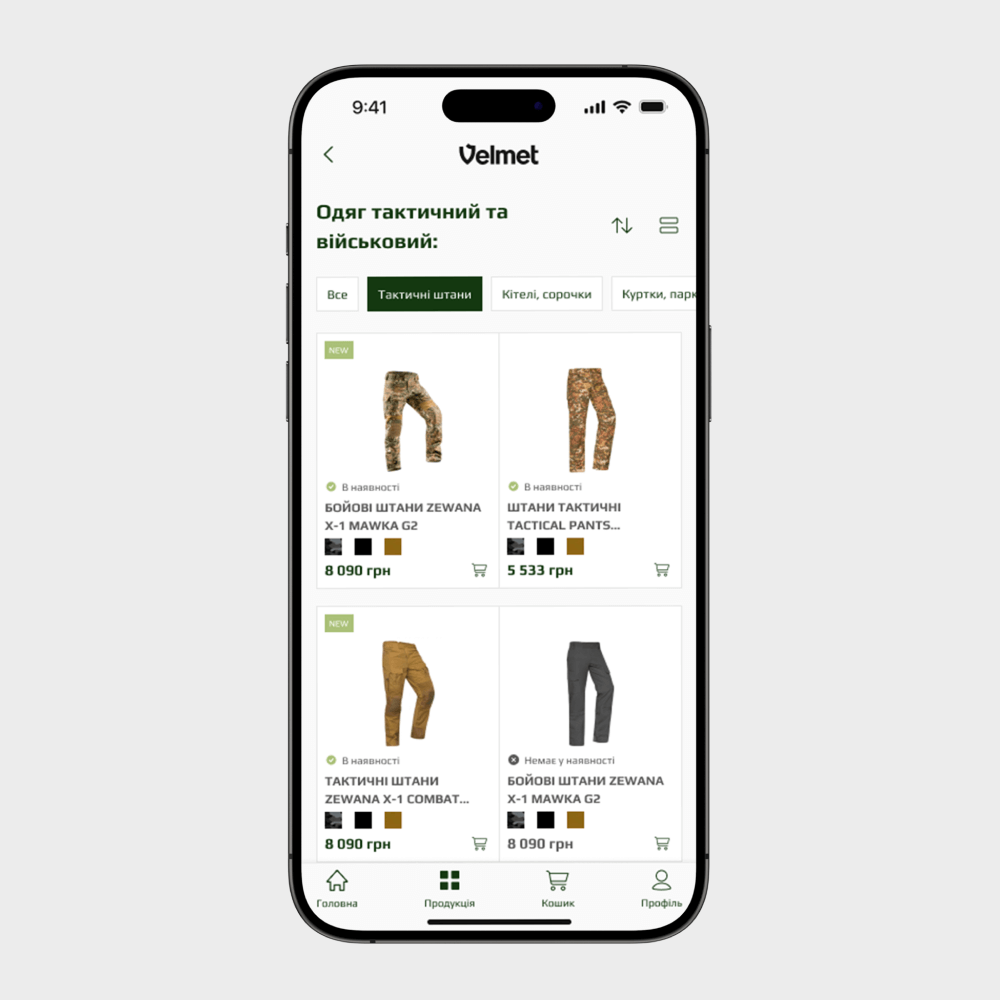 9:41
Velmet
Одяг тактичний та
військовий:
Все
Тактичні штани
Кітелі, сорочки
Куртки, парк
NEW
В наявності
БОЙОВІ ШТАНИ ZEWANA
X-1 MAWKA G2
8 090 грн
В наявності
ШТАНИ ТАКТИЧНІ
TACTICAL PANTS...
5 533 грн
NEW
В наявності
ТАКТИЧНІ ШТАНИ
ZEWANA X-1 COMBAT...
8 090 грн
Немає у наявності
БОЙОВІ ШТАНИ ZEWANA
X-1 MAWKA G2
8 090 грн
Головна
Продукція
Кошик
Профіль